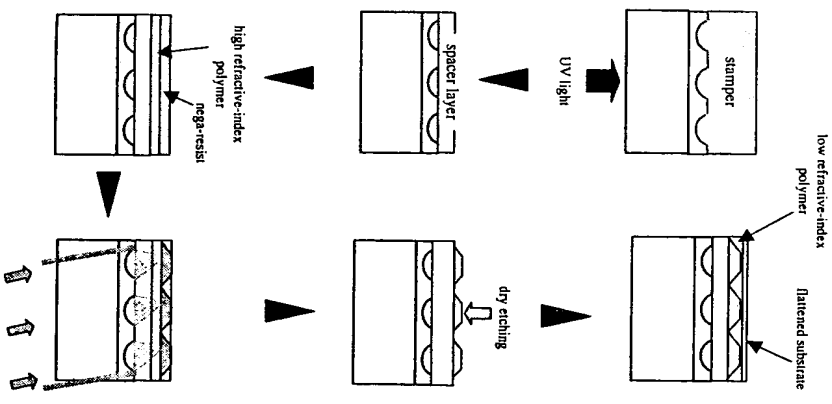 stamper
UV light
spacer layer
high refractive-index
polymer
nega-resist
low refractive-index
polymer
flattened substrate
dry etching